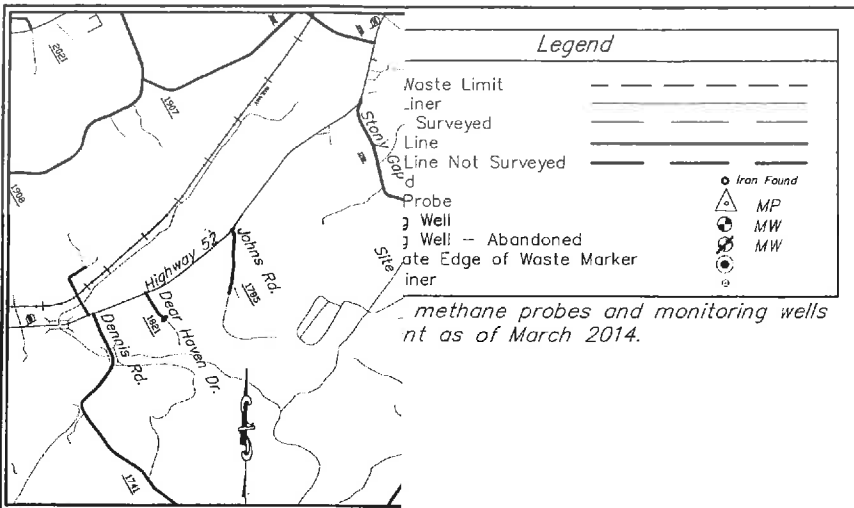 2021
1907
1908
Stony Gap
Highway 52
Johns Rd.
1785
Site
1821
Dear Haven Dr.
Dennis Rd.
1741
Legend
Waste Limit
Liner
Surveyed
Line
Line Not Surveyed
d
Iron Found
Probe
MP
g Well
MW
g Well - Abandoned
MW
ate Edge of Waste Marker
iner
methane probes and monitoring wells
nt as of March 2014.